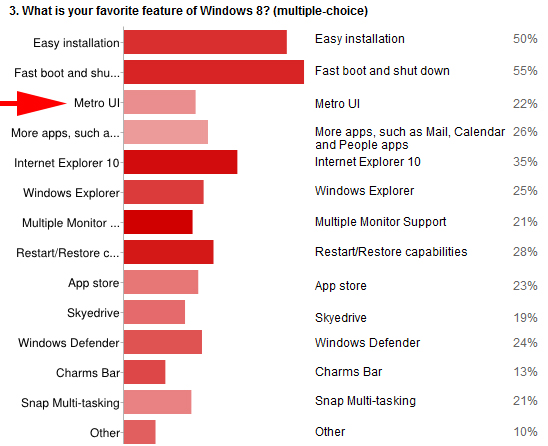 3. What is your favorite feature of Windows 8? (multiple-choice)
Easy installation Easy installation 50%
Fast boot and shu... Fast boot and shut down 55%
Metro UI Metro UI 22%
More apps, such a... More apps, such as Mail, Calendar 26%
and People apps
Internet Explorer 10 Internet Explorer 10 35%
Windows Explorer Windows Explorer 25%
Multiple Monitor ... Multiple Monitor Support 21%
Restart/Restore c... Restart/Restore capabilities 28%
App store App store 23%
Skyedrive Skyedrive 19%
Windows Defender Windows Defender 24%
Charms Bar Charms Bar 13%
Snap Multi-tasking Snap Multi-tasking 21%
Other Other 10%